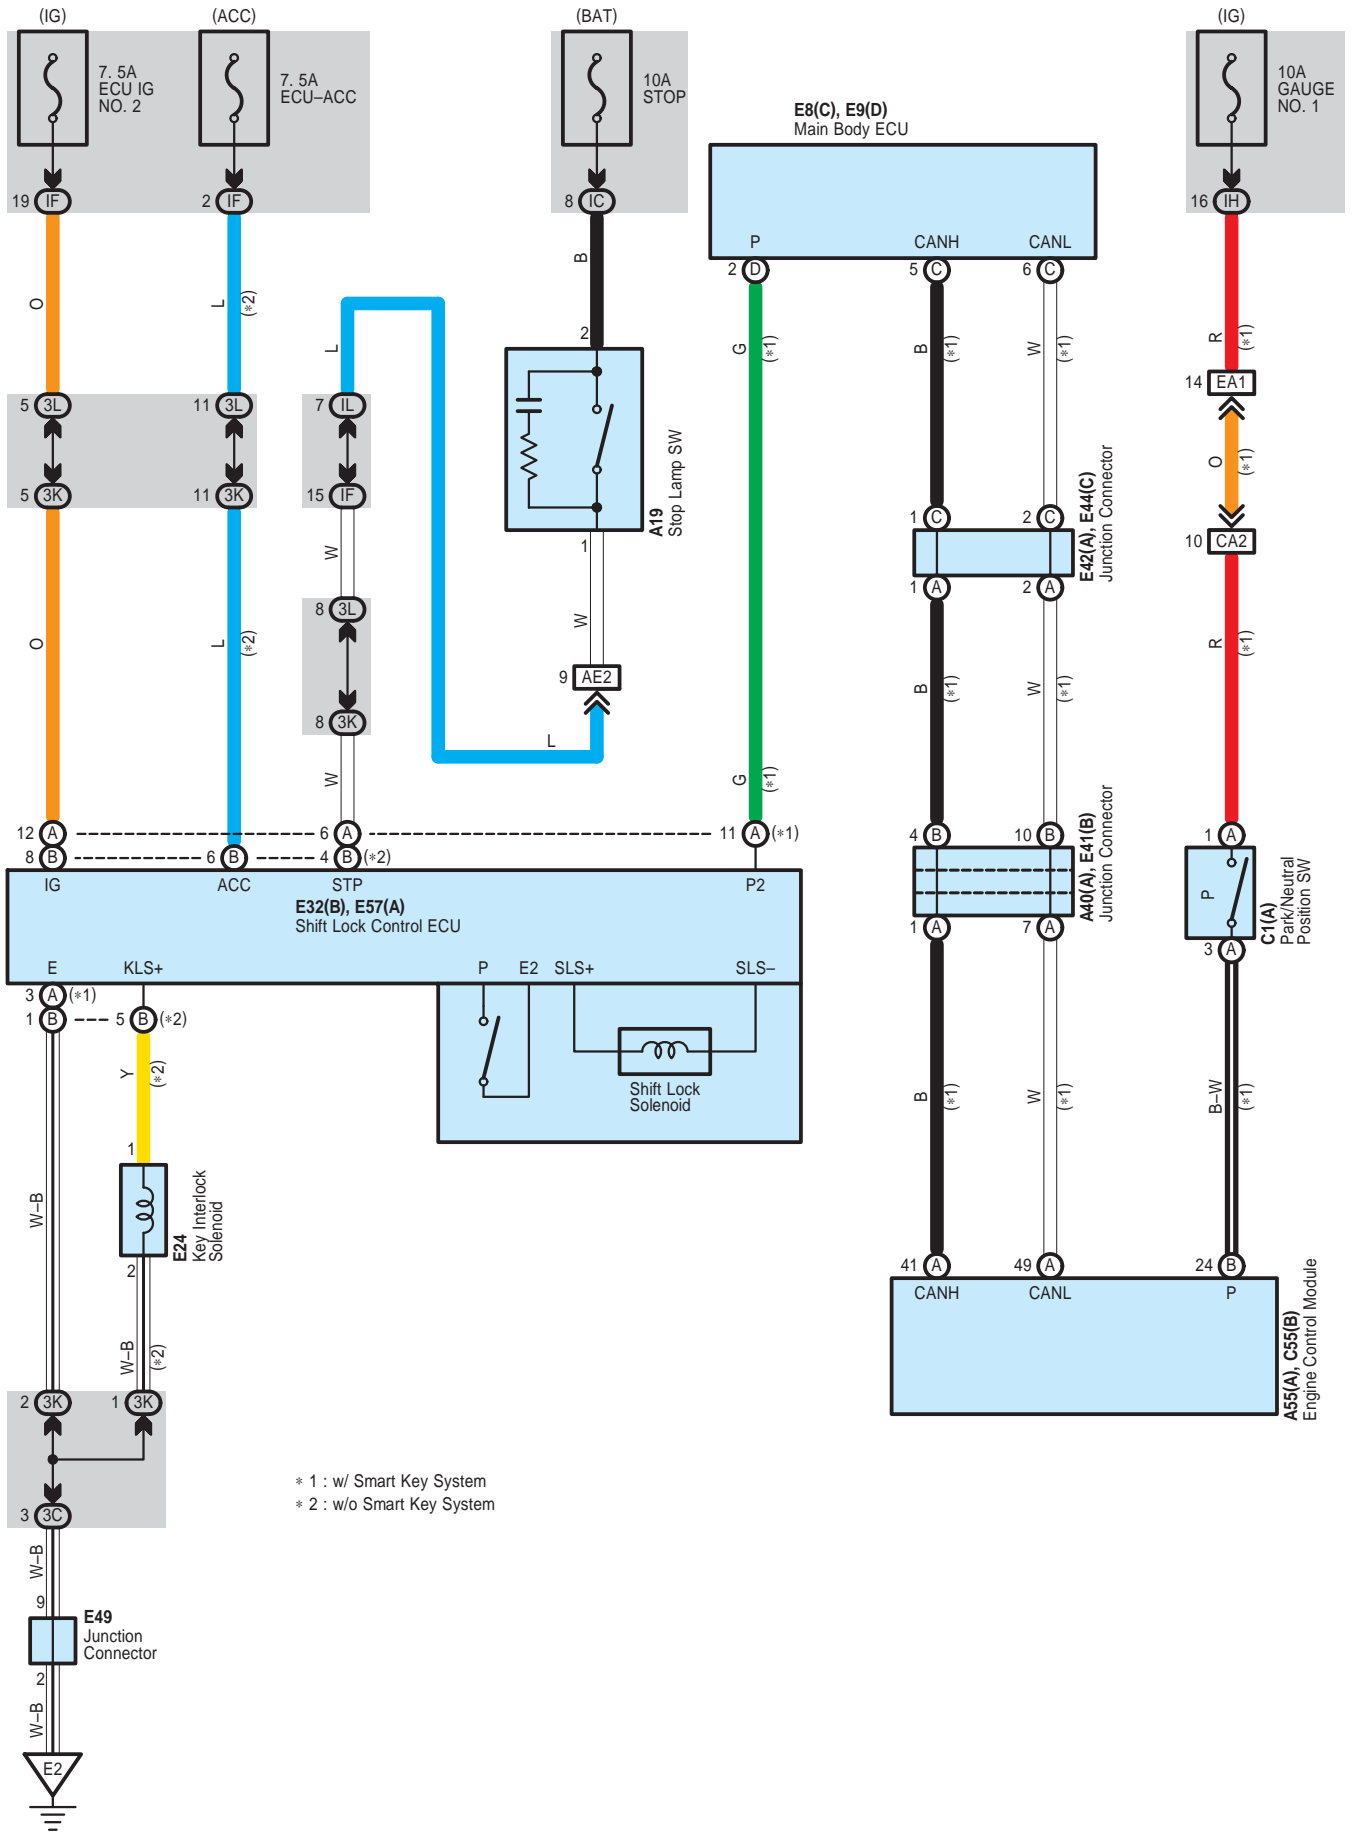 (IG)
(ACC)
(BAT)
(IG)
7. 5A
ECU IG
NO. 2
7. 5A
ECU–ACC
10A
STOP
10A
GAUGE
NO. 1
E8(C), E9(D)
Main Body ECU
19 IF
2 IF
8 IC
16 IH
P
CANH
CANL
2 D
5 C
6 C
O
L
(*2)
L
B
2
G
(*1)
B
(*1)
W
(*1)
R
(*1)
14 EA1
5 3L
11 3L
7 IL
O
(*1)
5 3K
11 3K
15 IF
A19
Stop Lamp SW
1
1 C
2 C
E42(A), E44(C)
Junction Connector
10 CA2
1 A
2 A
W
8 3L
W
O
L
(*2)
9 AE2
B
(*1)
W
(*1)
R
(*1)
8 3K
L
W
G
(*1)
12 A
6 A
11 A (*1)
8 B
6 B
4 B (*2)
4 B
10 B
1 A
IG
ACC
STP
P2
E32(B), E57(A)
Shift Lock Control ECU
A40(A), E41(B)
Junction Connector
P
C1(A)
Park/Neutral
Position SW
1 A
7 A
3 A
E
KLS+
P
E2
SLS+
SLS–
3 A (*1)
1 B
5 B (*2)
Y
(*2)
Shift Lock
Solenoid
B
(*1)
W
(*1)
B–W
(*1)
1
E24
Key Interlock
Solenoid
2
W–B
W–B
(*2)
41 A
49 A
24 B
CANH
CANL
P
A55(A), C55(B)
Engine Control Module
2 3K
1 3K
3 3C
* 1 : w/ Smart Key System
* 2 : w/o Smart Key System
W–B
9
E49
Junction
Connector
2
W–B
E2